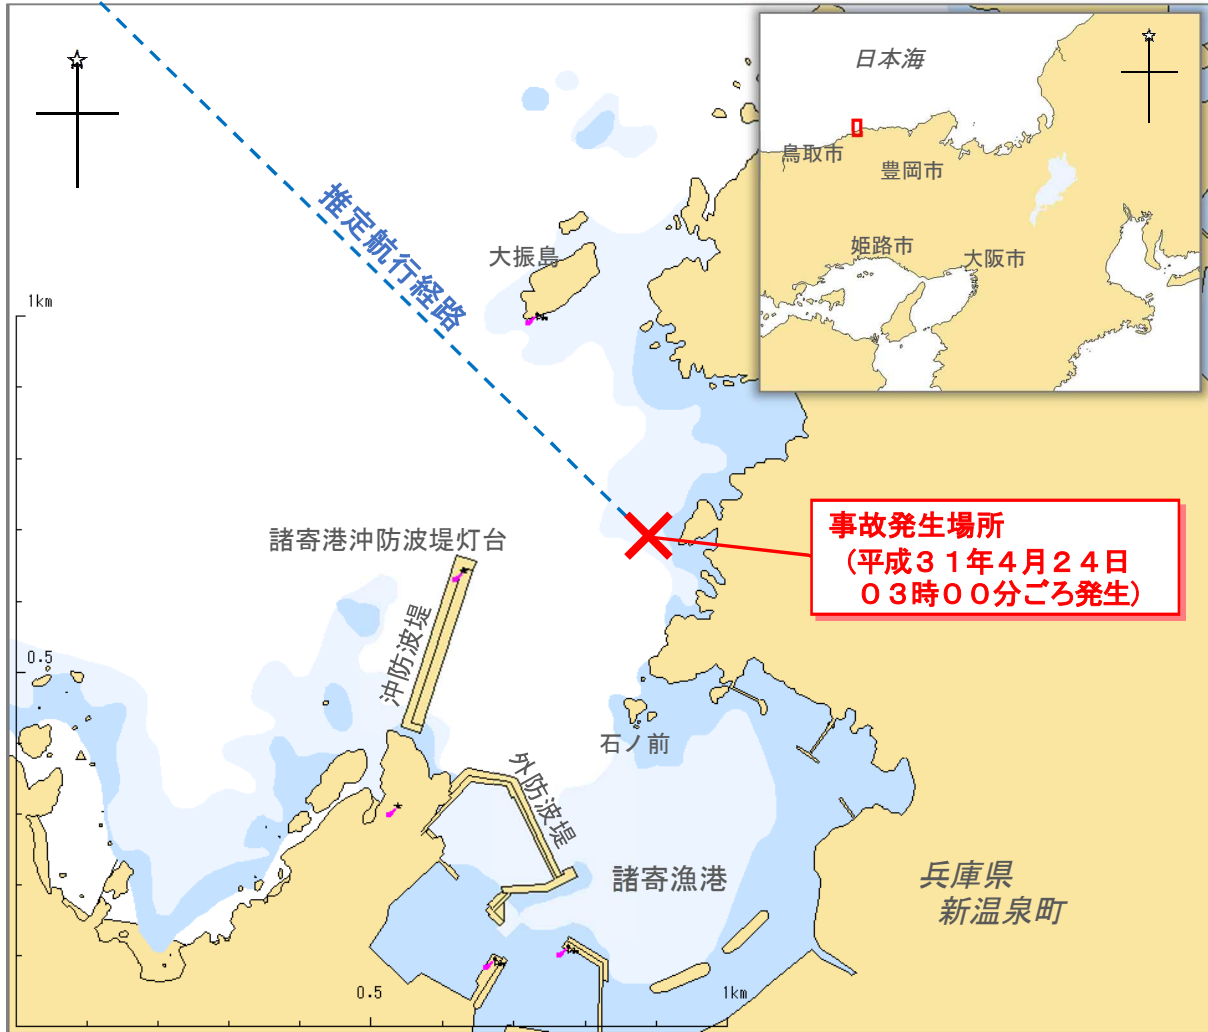 日本海
鳥取市
豊岡市
姫路市
大阪市
推定航行経路
大振島
1km
事故発生場所
(平成31年4月24日
03時00分ごろ発生)
諸寄港沖防波堤灯台
沖防波堤
0.5
石ノ前
外防波堤
諸寄漁港
兵庫県
新温泉町
0.5
1km